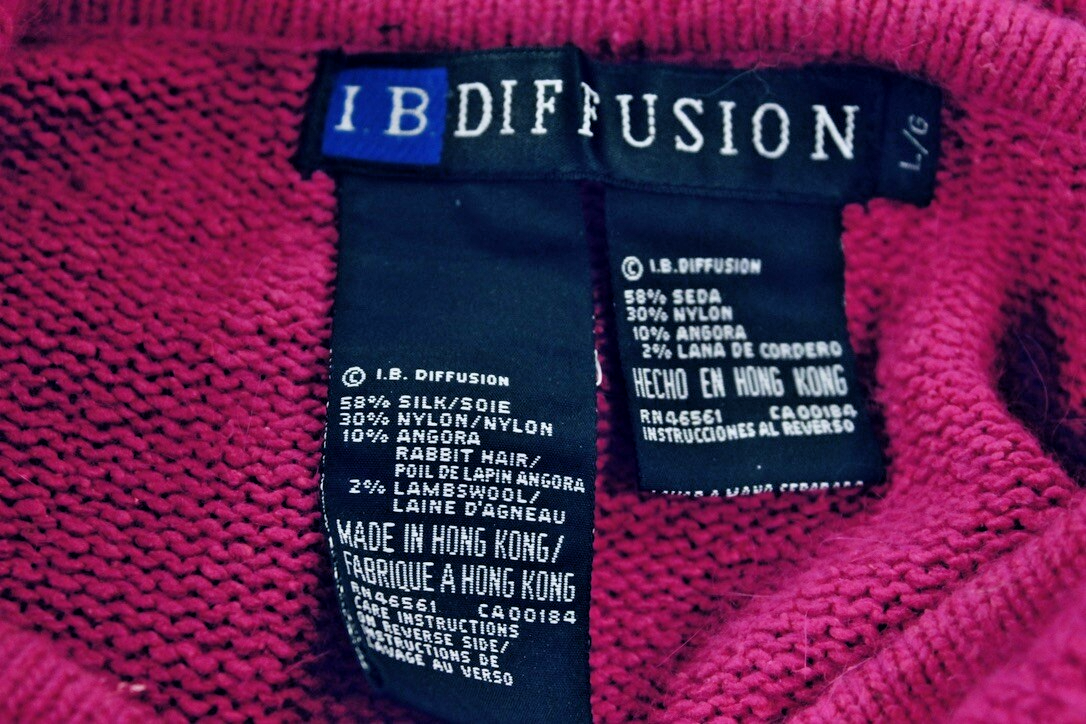 I B DIFFUSION
L/G
© I.B. DIFFUSION
58% SILK/SOIE
30% NYLON/NYLON
10% ANGORA
RABBIT HAIR/
POIL DE LAPIN ANGORA
2% LAMBSWOOL/
LAINE D'AGNEAU
MADE IN HONG KONG/
FABRIQUE A HONG KONG
RN46561 CA00184
CARE INSTRUCTIONS
ON REVERSE SIDE/
INSTRUCTIONS DE
LAVAGE AU VERSO
© I.B.DIFFUSION
58% SEDA
30% NYLON
10% ANGORA
2% LANA DE CORDERO
HECHO EN HONG KONG
RN46561 CA00184
INSTRUCCIONES AL REVERSO